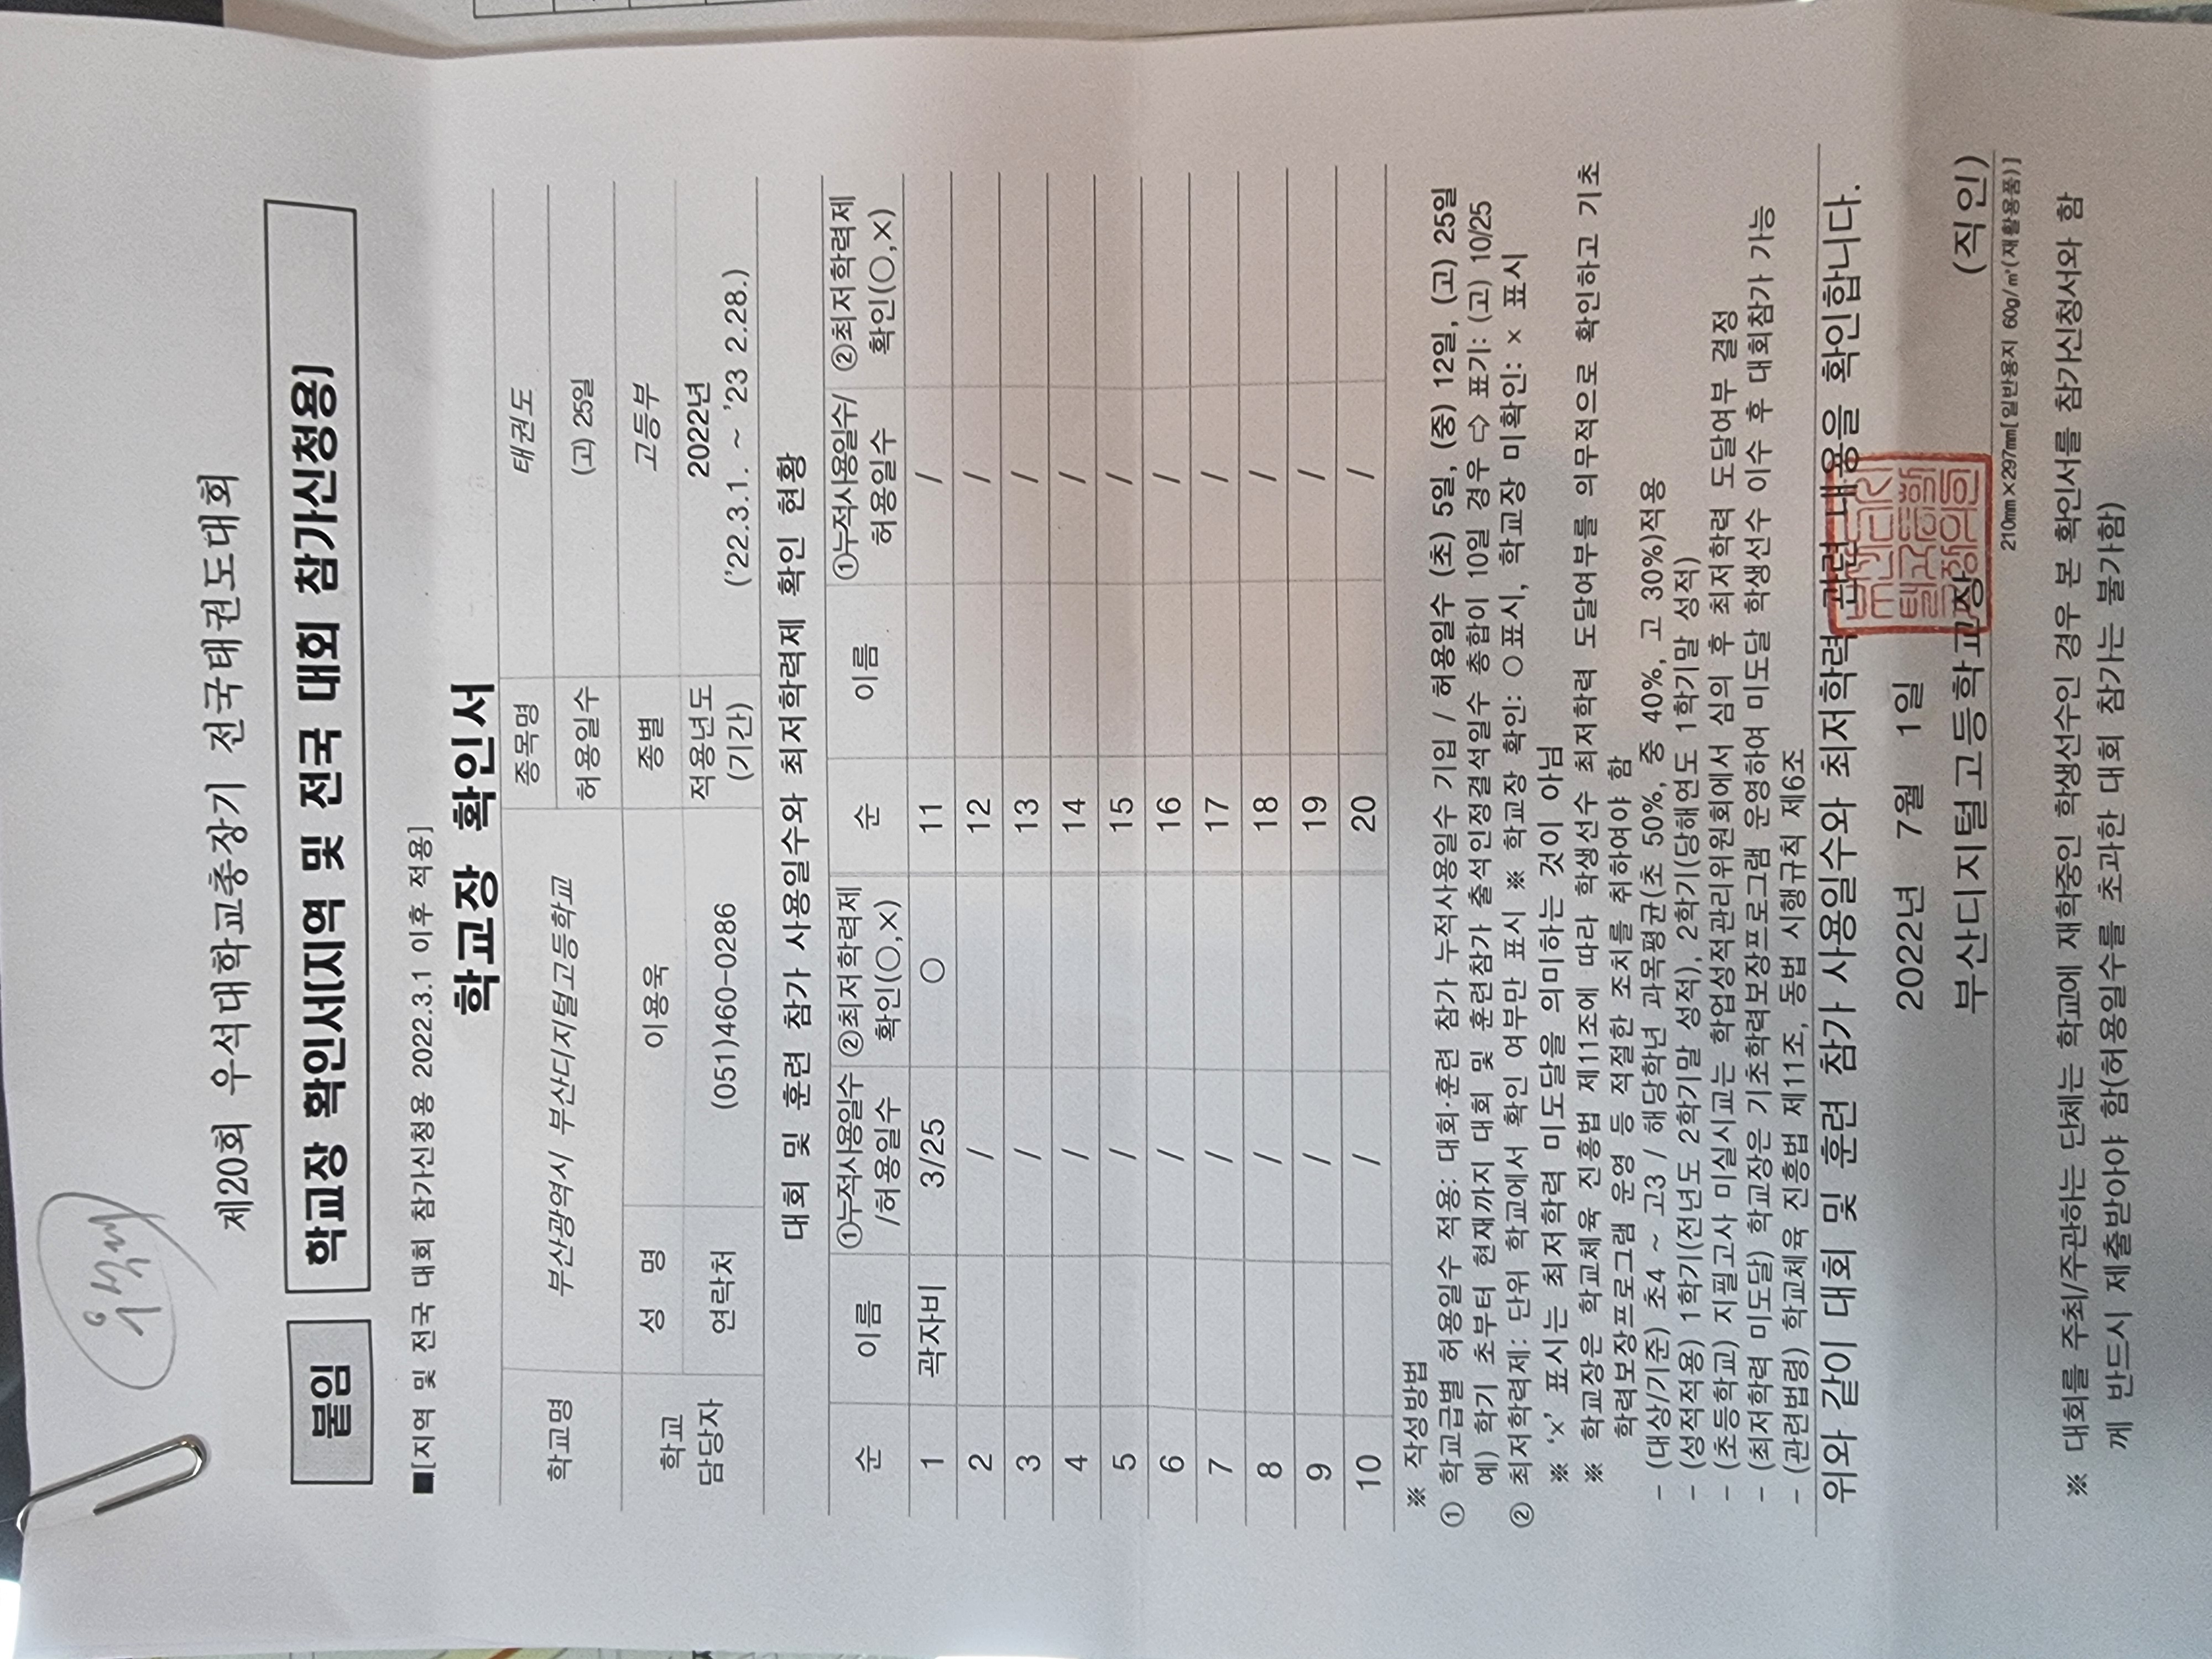 제20회 우석대학교총장기 전국태권도대회
붙임 학교장 확인서(지역 및 전국 대회 참가신청용)
■[지역 및 전국 대회 참가신청용 2022.3.1 이후 적용]
학교장 확인서
학교명 부산광역시 부산디지털고등학교 종목명 태권도
허용일수 (고) 25일
학교 담당자 성 명 이용욱 종별 고등부
연락처 (051)460-0286 적용년도 (기간) 2022년 ('22.3.1. ~ '23 2.28.)
대회 및 훈련 참가 사용일수와 최저학력제 확인 현황
순 이름 ①누적사용일수/허용일수 ②최저학력제 확인(○,×) 순 이름 ①누적사용일수/허용일수 ②최저학력제 확인(○,×)
1 곽자비 3/25 ○ 11 /
2 / 12 /
3 / 13 /
4 / 14 /
5 / 15 /
6 / 16 /
7 / 17 /
8 / 18 /
9 / 19 /
10 / 20 /
※ 작성방법
① 학교급별 허용일수 적용: 대회·훈련 참가 누적사용일수 기입 / 허용일수 (초) 5일, (중) 12일, (고) 25일
예) 학기 초부터 현재까지 대회 및 훈련참가 출석인정결석일수 총합이 10일 경우 ⇨ 표기: (고) 10/25
② 최저학력제: 단위 학교에서 확인 여부만 표시 ※ 학교장 확인: ○표시, 학교장 미확인: × 표시
※ '×' 표시는 최저학력 미도달을 의미하는 것이 아님
※ 학교장은 학교체육 진흥법 제11조에 따라 학생선수 최저학력 도달여부를 의무적으로 확인하고 기초
학력보장프로그램 운영 등 적절한 조치를 취하여야 함
- (대상/기준) 초4 ~ 고3 / 해당학년 과목평균(초 50%, 중 40%, 고 30%)적용
- (성적적용) 1학기(전년도 2학기말 성적), 2학기(당해연도 1학기말 성적)
- (초등학교) 지필고사 미실시교는 학업성적관리위원회에서 심의 후 최저학력 도달여부 결정
- (최저학력 미도달) 학교장은 기초학력보장프로그램 운영하여 미도달 학생선수 이수 후 대회참가 가능
- (관련법령) 학교체육 진흥법 제11조, 동법 시행규칙 제6조
위와 같이 대회 및 훈련 참가 사용일수와 최저학력 관련 내용을 확인합니다.
2022년 7월 1일
부산디지털고등학교장 (직인)
210mm×297mm[일반용지 60g/㎡(재활용품)]
※ 대회를 주최/주관하는 단체는 학교에 재학중인 학생선수인 경우 본 확인서를 참가신청서와 함
께 반드시 제출받아야 함(허용일수를 초과한 대회 참가는 불가함)